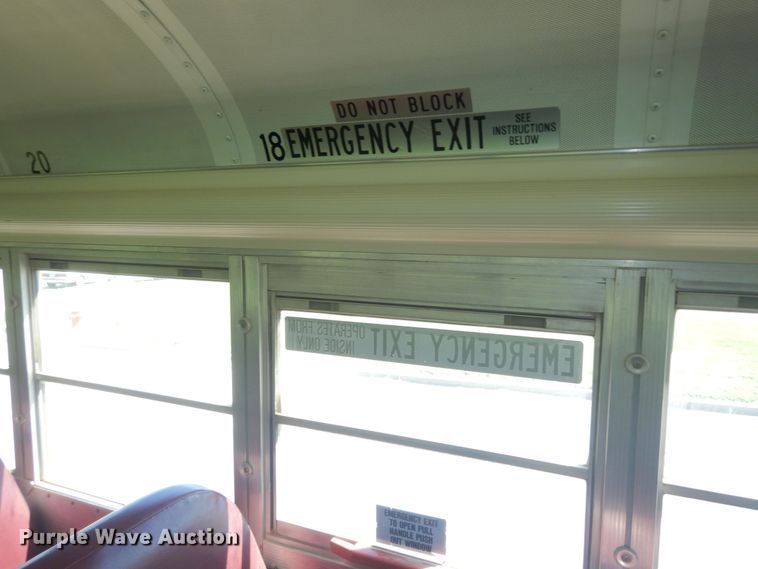 DO NOT BLOCK
20
18 EMERGENCY EXIT
SEE
INSTRUCTIONS
BELOW
EMERGENCY EXIT
OPERATES FROM
INSIDE ONLY
EMERGENCY EXIT
TO OPEN PULL
HANDLE PUSH
OUT WINDOW
Purple Wave Auction